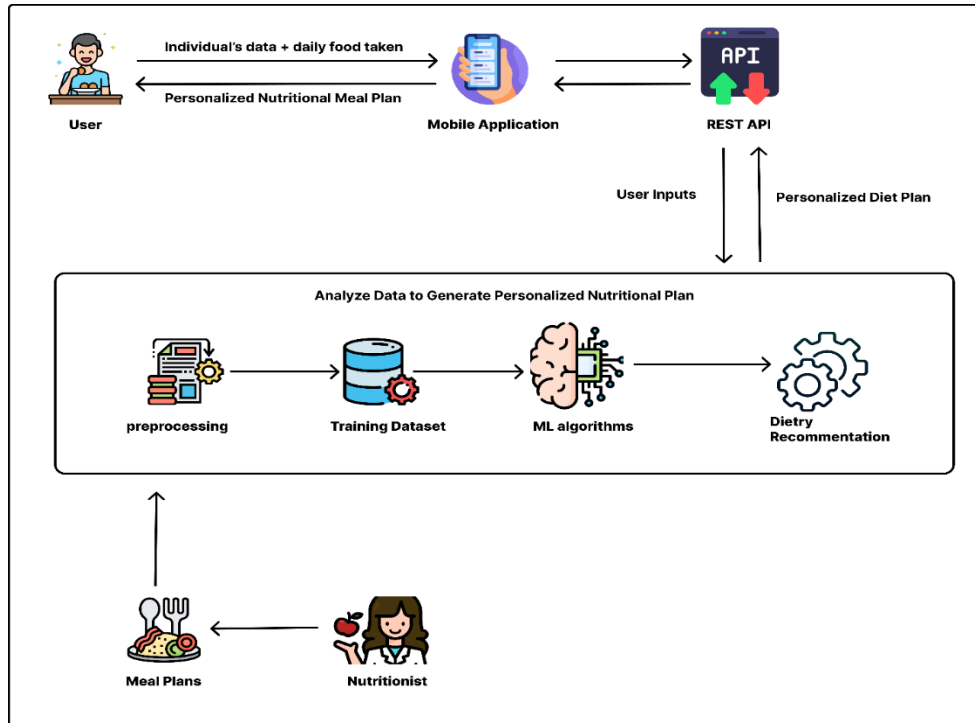 Individual's data + daily food taken
Personalized Nutritional Meal Plan
API
User
Mobile Application
REST API
User Inputs
Personalized Diet Plan
Analyze Data to Generate Personalized Nutritional Plan
preprocessing
Training Dataset
ML algorithms
Dietry
Recommentation
Meal Plans
Nutritionist